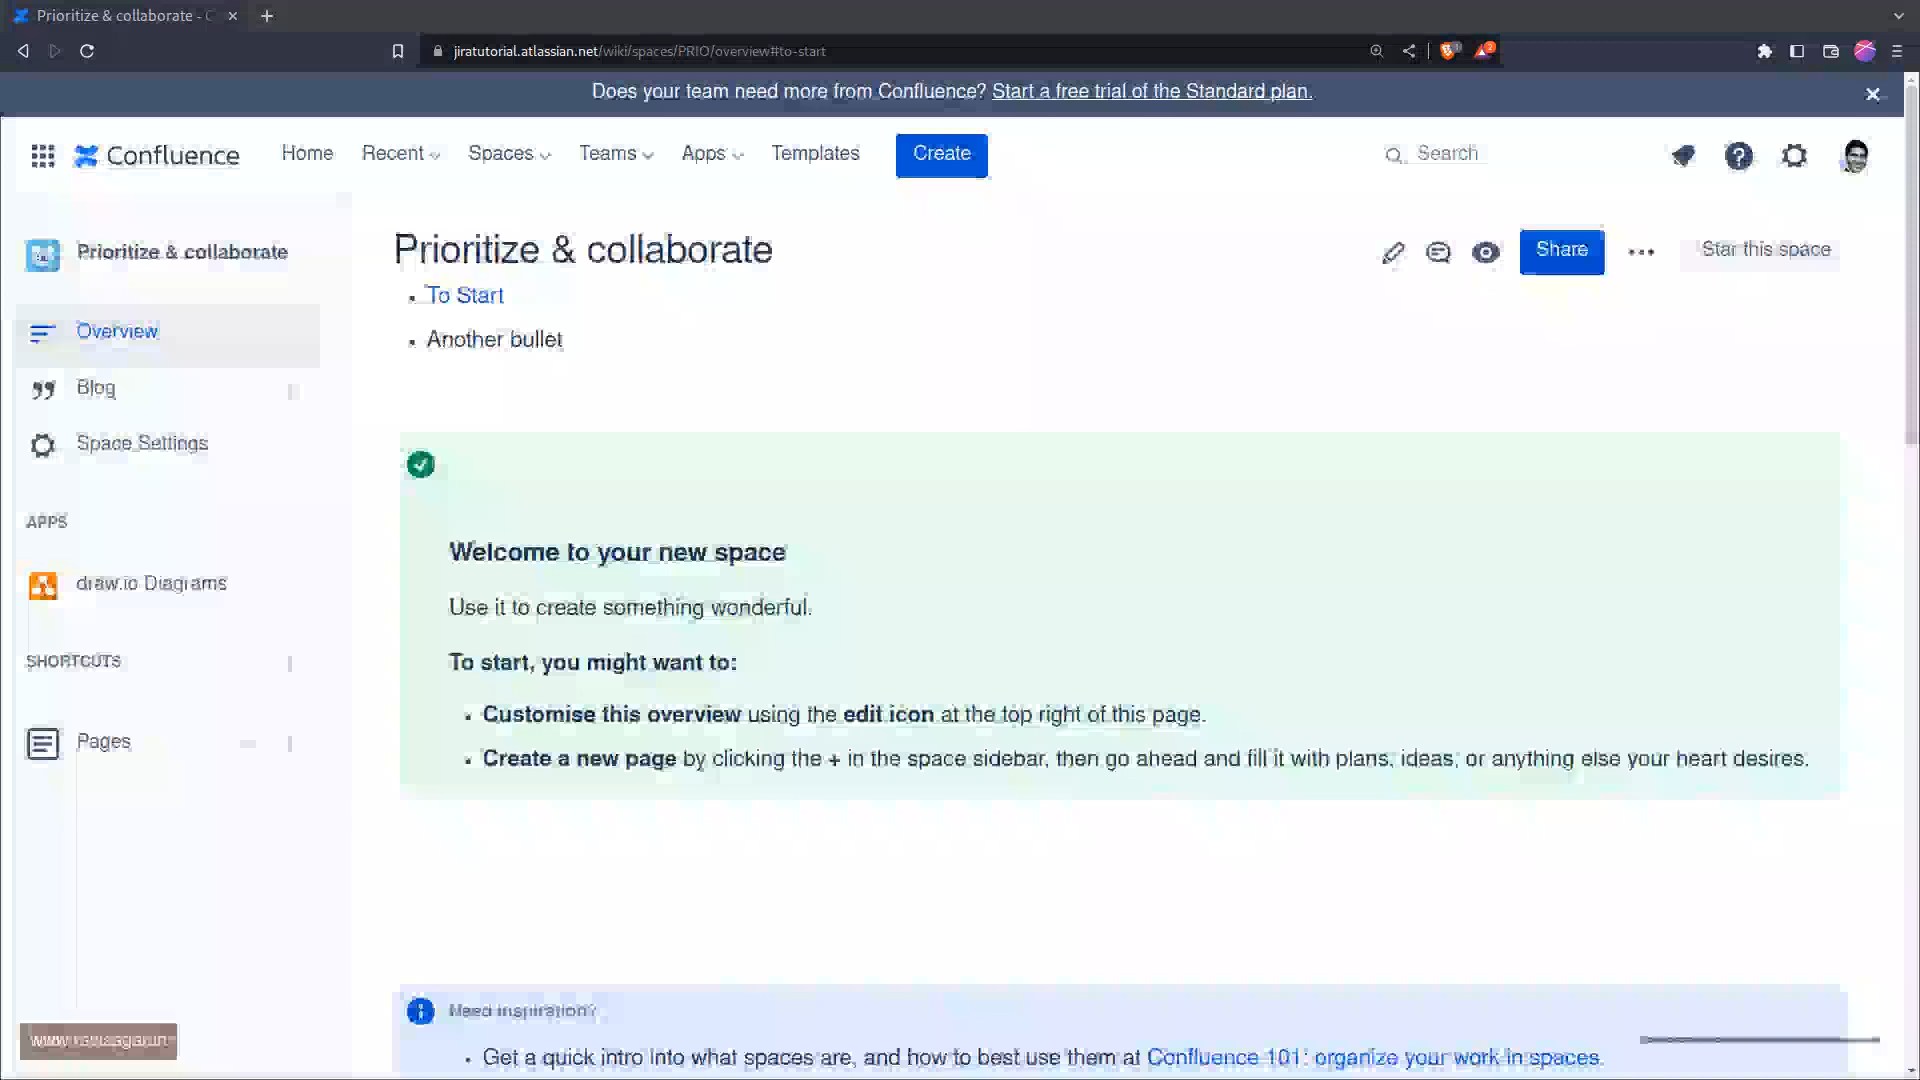 Prioritize & collaborate - C
jiratutorial.atlassian.net/wiki/spaces/PRIO/overview#to-start
Does your team need more from Confluence? Start a free trial of the Standard plan.
Confluence Home Recent Spaces Teams Apps Templates Create Search
Prioritize & collaborate
Overview
Blog
Space Settings
APPS
draw.io Diagrams
SHORTCUTS
Pages
Prioritize & collaborate
Share
Star this space
To Start
Another bullet
Welcome to your new space
Use it to create something wonderful.
To start, you might want to:
Customise this overview using the edit icon at the top right of this page.
Create a new page by clicking the + in the space sidebar, then go ahead and fill it with plans, ideas, or anything else your heart desires.
Need inspiration?
Get a quick intro into what spaces are, and how to best use them at Confluence 101: organize your work in spaces.